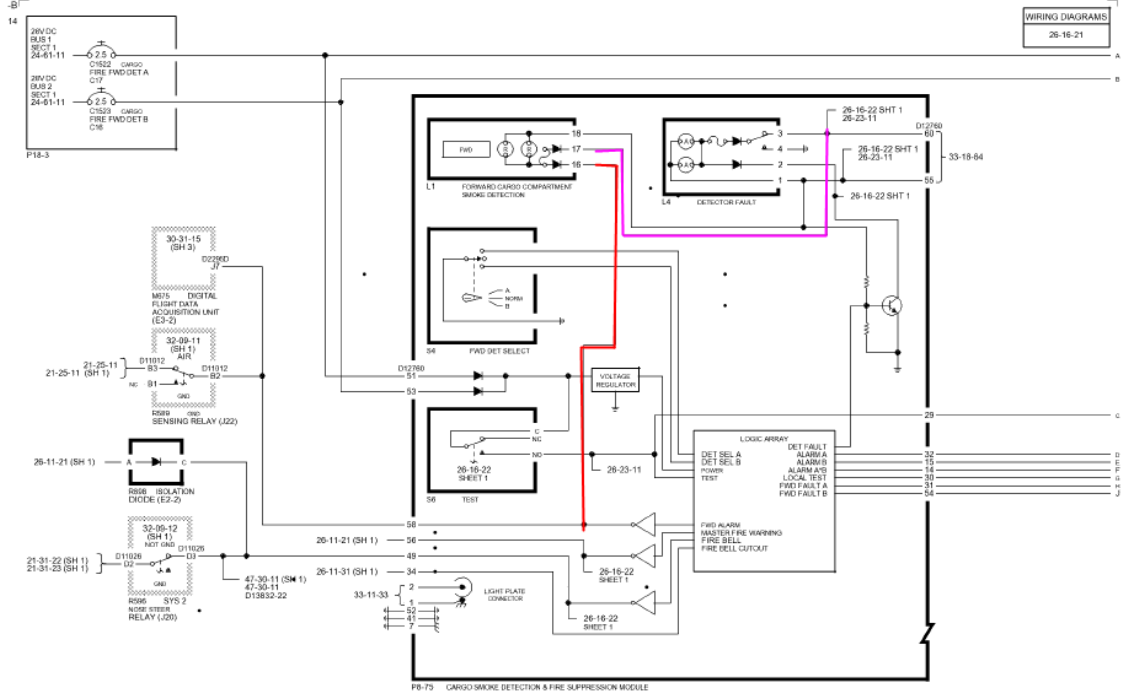 -B
14
WIRING DIAGRAMS
26-16-21
28V DC
BUS 1
SECT 1
24-61-11
2.5
C1522 CARGO
FIRE FWD DET A
C17
28V DC
BUS 2
SECT 1
24-61-11
2.5
C1523 CARGO
FIRE FWD DET B
C16
P18-3
A
B
FWD
R R
18
17
16
L1
FORWARD CARGO COMPARTMENT
SMOKE DETECTION
A
A
3
4
2
1
L4
DETECTOR FAULT
26-16-22 SHT 1
26-23-11
D12760
60
26-16-22 SHT 1
26-23-11
33-18-84
55
26-16-22 SHT 1
A
NORM
B
S4
FWD DET SELECT
30-31-15
(SH 3)
D2295D
J7
M675 DIGITAL
FLIGHT DATA
ACQUISITION UNIT
(E3-2)
32-09-11
(SH 1)
AIR
21-25-11
21-25-11 (SH 1)
D11012
B3
D11012
B2
NC
B1
GND
R589 GND
SENSING RELAY (J22)
D12760
51
53
VOLTAGE
REGULATOR
C
NC
NO
26-16-22
SHEET 1
S6
TEST
26-23-11
26-11-21 (SH 1)
A
C
R898 ISOLATION
DIODE (E2-2)
32-09-12
(SH 1)
NOT GND
21-31-22 (SH 1)
21-31-23 (SH 1)
D11026
D2
D11026
D3
GND
R596 SYS 2
NOSE STEER
RELAY (J20)
47-30-11 (SH 1)
47-30-11
D13832-22
LOGIC ARRAY
DET SEL A
DET SEL B
POWER
TEST
DET FAULT
ALARM A
ALARM B
ALARM A*B
LOCAL TEST
FWD FAULT A
FWD FAULT B
FWD ALARM
MASTER FIRE WARNING
FIRE BELL
FIRE BELL CUTOUT
29
32
15
14
30
31
54
C
D
E
F
G
H
J
58
26-11-21 (SH 1)
56
49
26-11-31 (SH 1)
34
33-11-33
2
1
52
41
7
LIGHT PLATE
CONNECTOR
26-16-22
SHEET 1
26-16-22
SHEET 1
P8-75 CARGO SMOKE DETECTION & FIRE SUPPRESSION MODULE